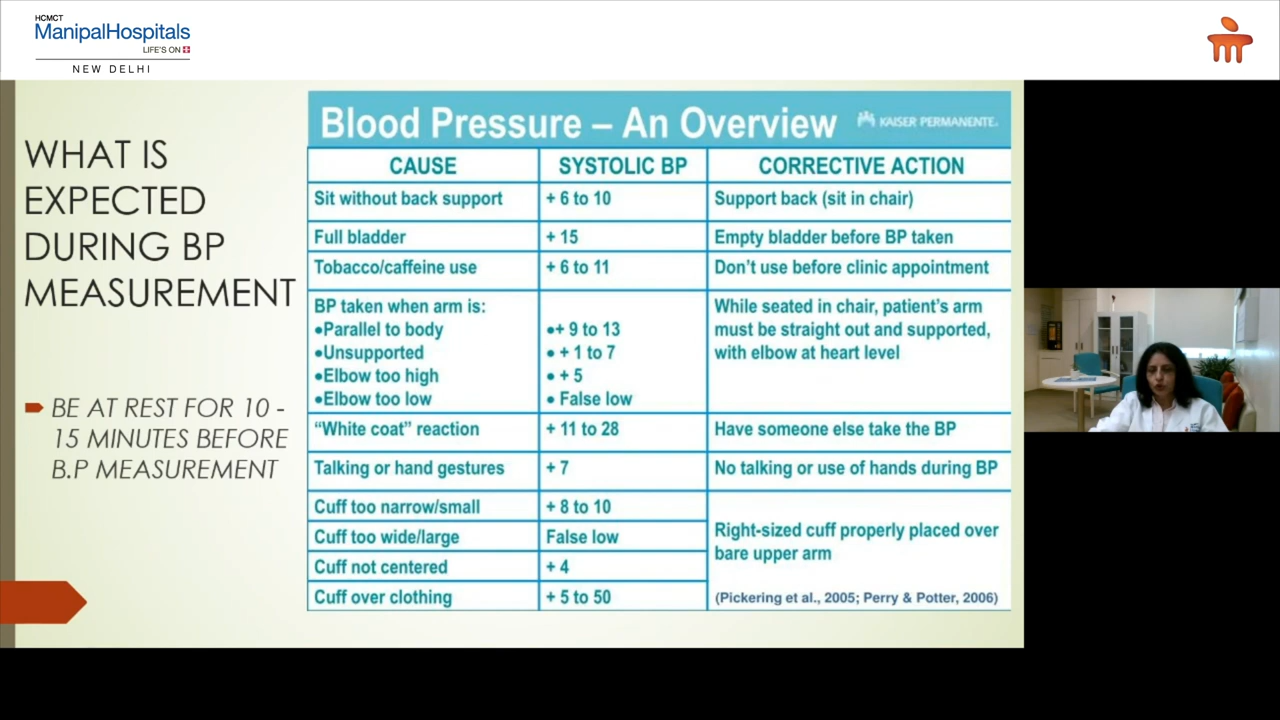 HCMCT
ManipalHospitals
LIFE'S ON
NEW DELHI
WHAT IS
EXPECTED
DURING BP
MEASUREMENT
BE AT REST FOR 10 -
15 MINUTES BEFORE
B.P MEASUREMENT
Blood Pressure – An Overview
KAISER PERMANENTE.
CAUSE SYSTOLIC BP CORRECTIVE ACTION
Sit without back support + 6 to 10 Support back (sit in chair)
Full bladder + 15 Empty bladder before BP taken
Tobacco/caffeine use + 6 to 11 Don't use before clinic appointment
BP taken when arm is: While seated in chair, patient's arm
•Parallel to body •+ 9 to 13 must be straight out and supported,
•Unsupported • + 1 to 7 with elbow at heart level
•Elbow too high • + 5
•Elbow too low • False low
“White coat” reaction + 11 to 28 Have someone else take the BP
Talking or hand gestures + 7 No talking or use of hands during BP
Cuff too narrow/small + 8 to 10
Cuff too wide/large False low
Right-sized cuff properly placed over
bare upper arm
Cuff not centered + 4
Cuff over clothing + 5 to 50 (Pickering et al., 2005; Perry & Potter, 2006)